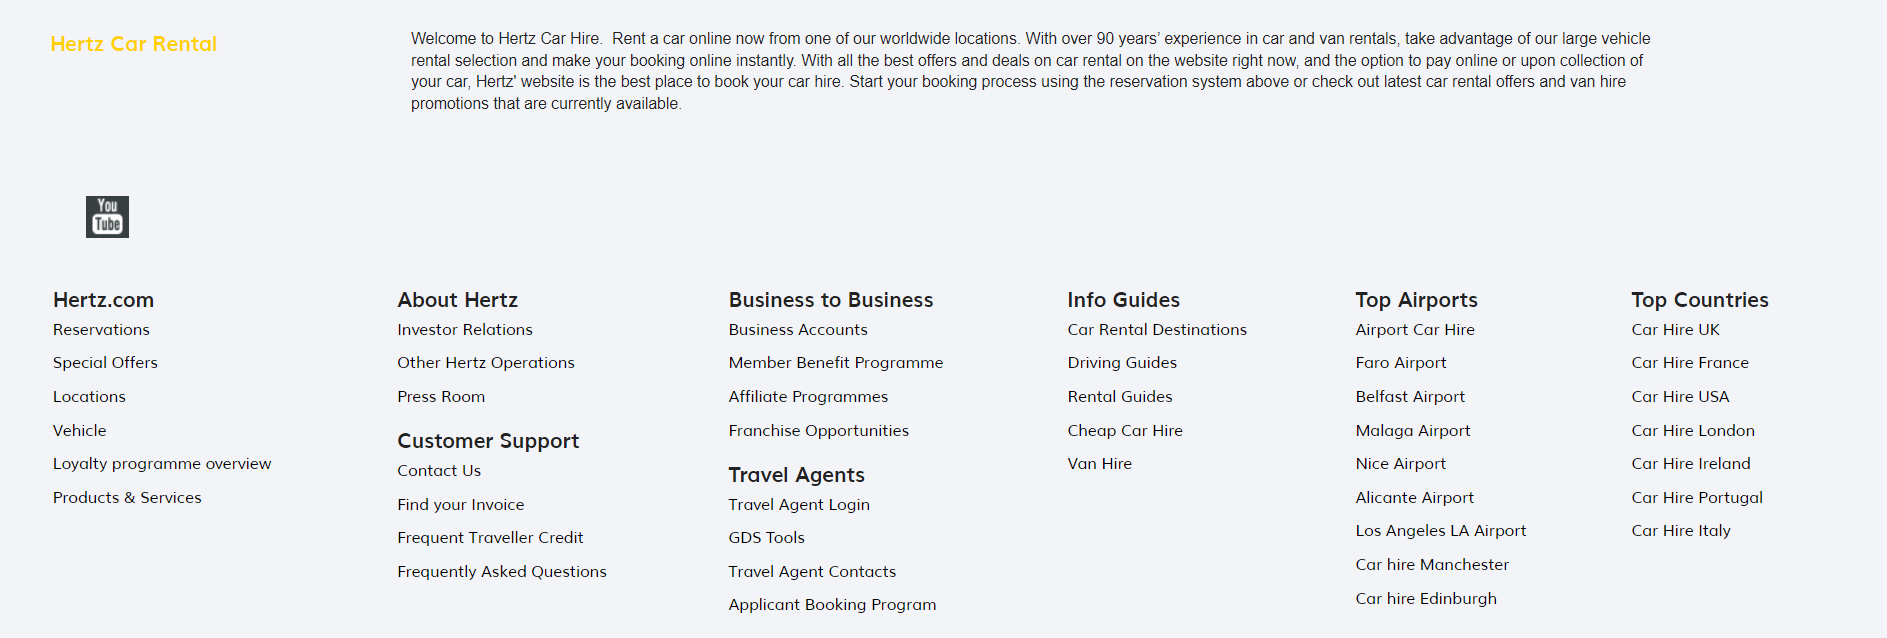 Hertz Car Rental
Welcome to Hertz Car Hire.  Rent a car online now from one of our worldwide locations. With over 90 years’ experience in car and van rentals, take advantage of our large vehicle
rental selection and make your booking online instantly. With all the best offers and deals on car rental on the website right now, and the option to pay online or upon collection of
your car, Hertz' website is the best place to book your car hire. Start your booking process using the reservation system above or check out latest car rental offers and van hire
promotions that are currently available.
You
Tube
Hertz.com
Reservations
Special Offers
Locations
Vehicle
Loyalty programme overview
Products & Services
About Hertz
Investor Relations
Other Hertz Operations
Press Room
Customer Support
Contact Us
Find your Invoice
Frequent Traveller Credit
Frequently Asked Questions
Business to Business
Business Accounts
Member Benefit Programme
Affiliate Programmes
Franchise Opportunities
Travel Agents
Travel Agent Login
GDS Tools
Travel Agent Contacts
Applicant Booking Program
Info Guides
Car Rental Destinations
Driving Guides
Rental Guides
Cheap Car Hire
Van Hire
Top Airports
Airport Car Hire
Faro Airport
Belfast Airport
Malaga Airport
Nice Airport
Alicante Airport
Los Angeles LA Airport
Car hire Manchester
Car hire Edinburgh
Top Countries
Car Hire UK
Car Hire France
Car Hire USA
Car Hire London
Car Hire Ireland
Car Hire Portugal
Car Hire Italy